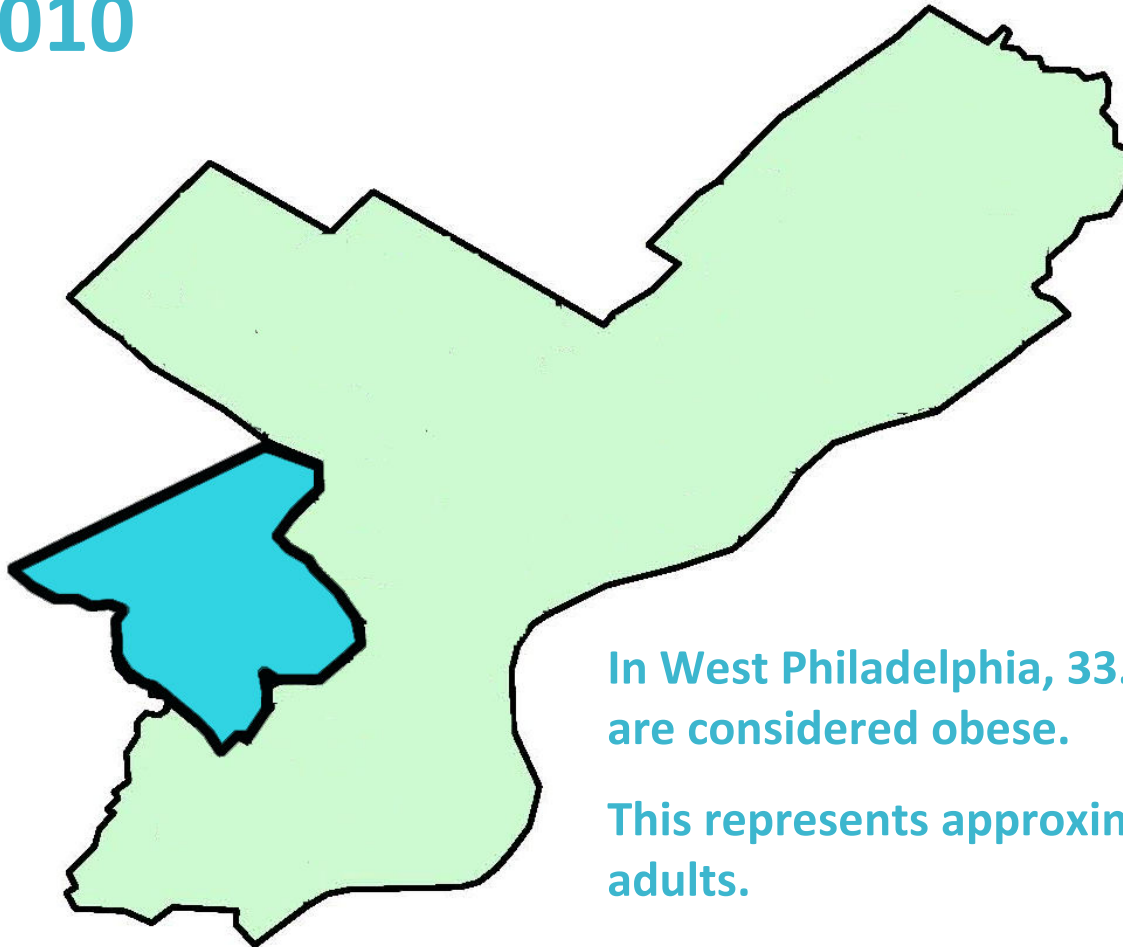 010
In West Philadelphia, 33.
are considered obese.
This represents approxin
adults.